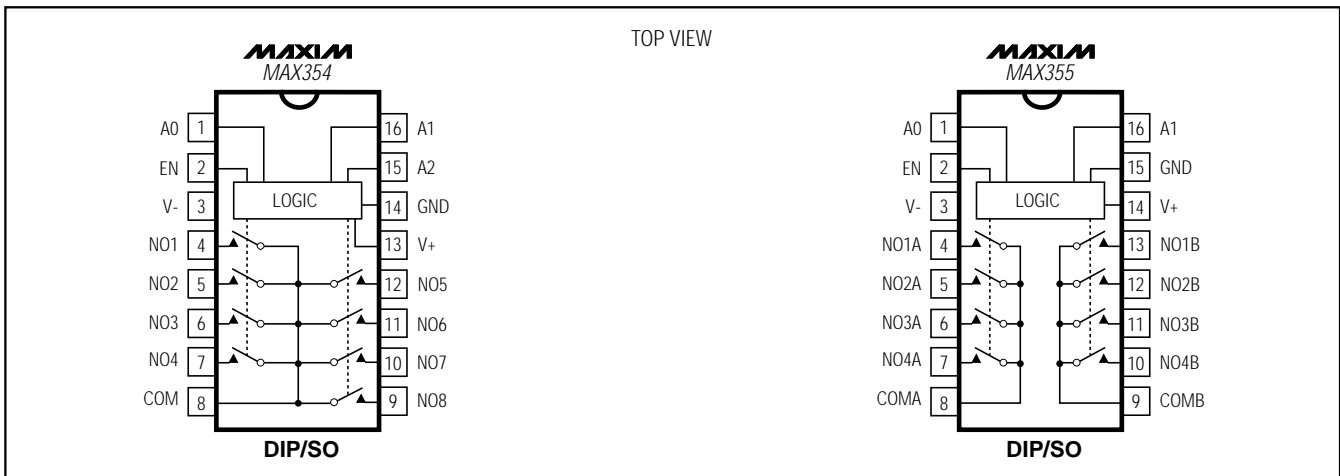 TOP VIEW
MAXIM
MAX354
A0 1
16 A1
EN 2
15 A2
V- 3
LOGIC
14 GND
NO1 4
13 V+
NO2 5
12 NO5
NO3 6
11 NO6
NO4 7
10 NO7
COM 8
9 NO8
DIP/SO
MAXIM
MAX355
A0 1
16 A1
EN 2
15 GND
V- 3
LOGIC
14 V+
NO1A 4
13 NO1B
NO2A 5
12 NO2B
NO3A 6
11 NO3B
NO4A 7
10 NO4B
COMA 8
9 COMB
DIP/SO